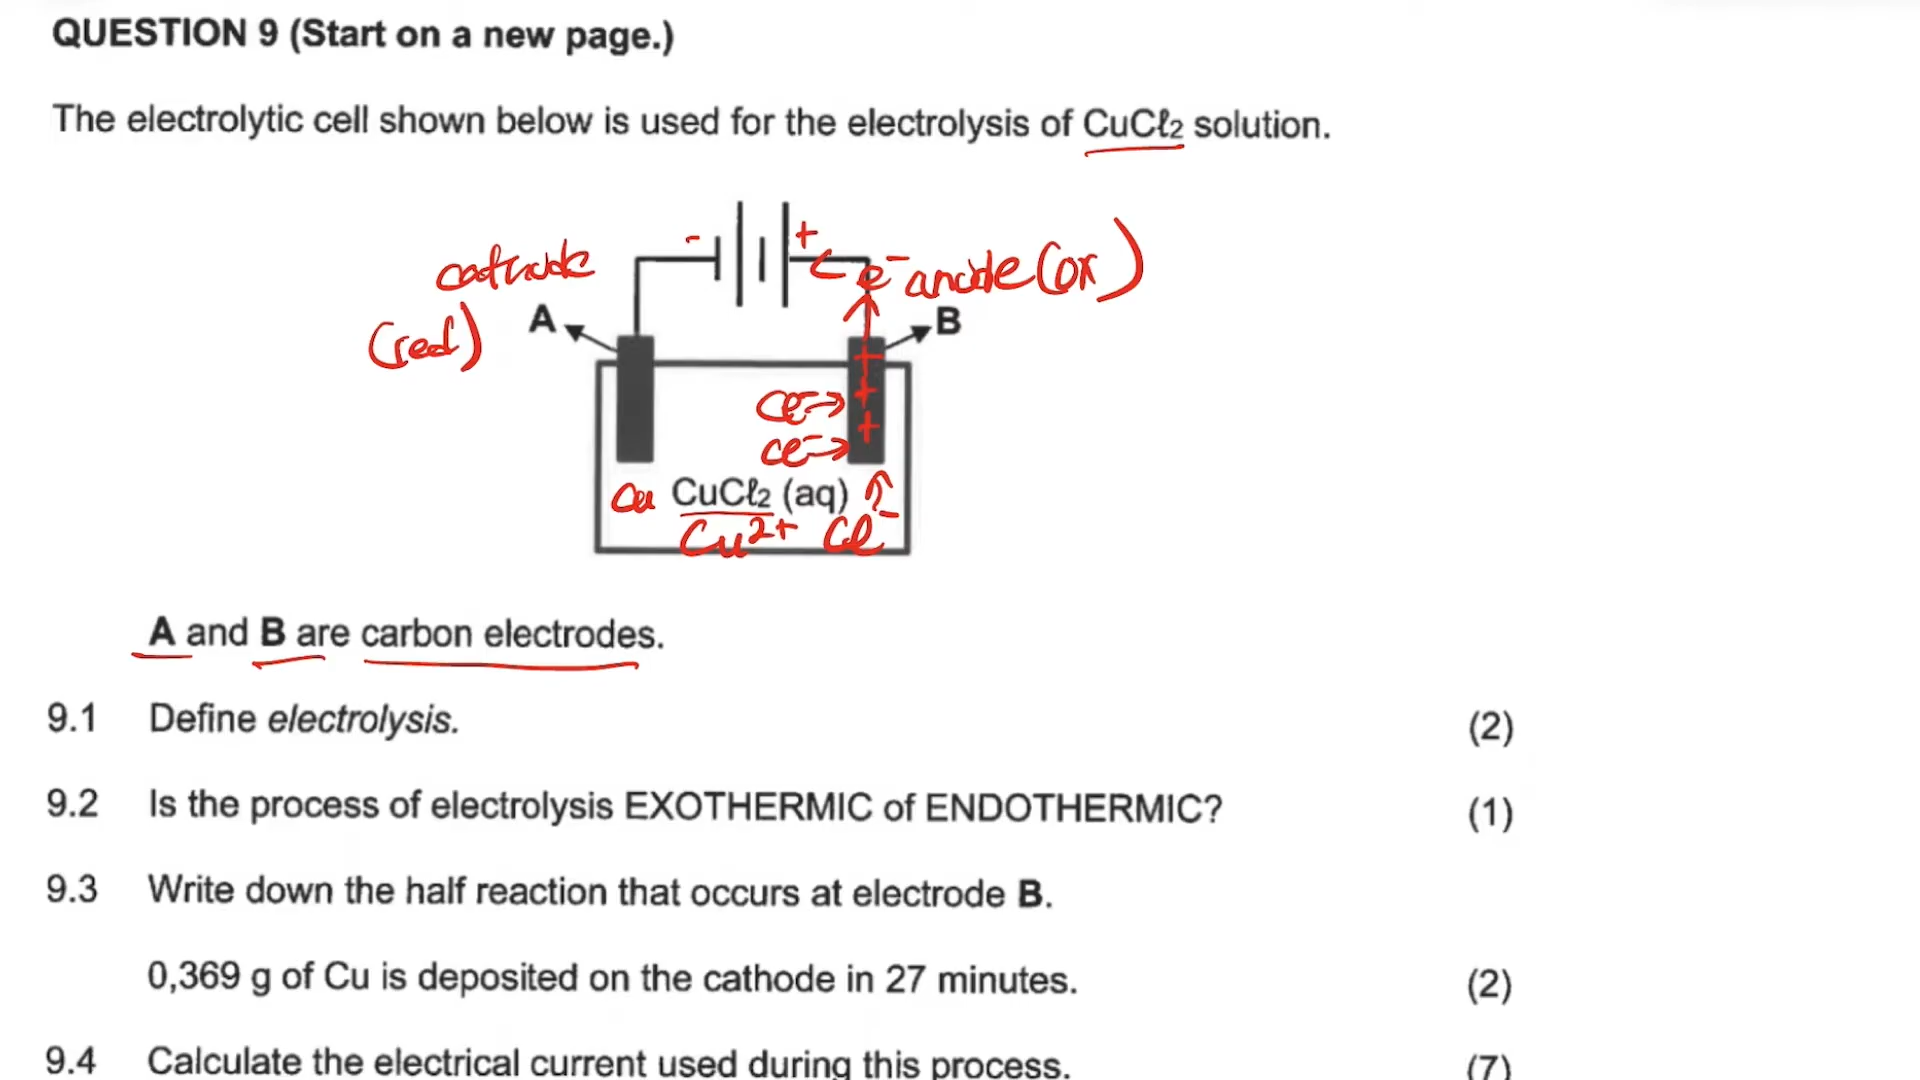 QUESTION 9 (Start on a new page.)
The electrolytic cell shown below is used for the electrolysis of CuCℓ2 solution.
- +
cathode e⁻ anode (ox)
(red) A B
+
Cℓ⁻→ +
Cℓ⁻→ +
Cu CuCℓ2 (aq) ↑
Cu²⁺ Cℓ⁻
A and B are carbon electrodes.
9.1 Define electrolysis. (2)
9.2 Is the process of electrolysis EXOTHERMIC of ENDOTHERMIC? (1)
9.3 Write down the half reaction that occurs at electrode B.
0,369 g of Cu is deposited on the cathode in 27 minutes. (2)
9.4 Calculate the electrical current used during this process. (7)